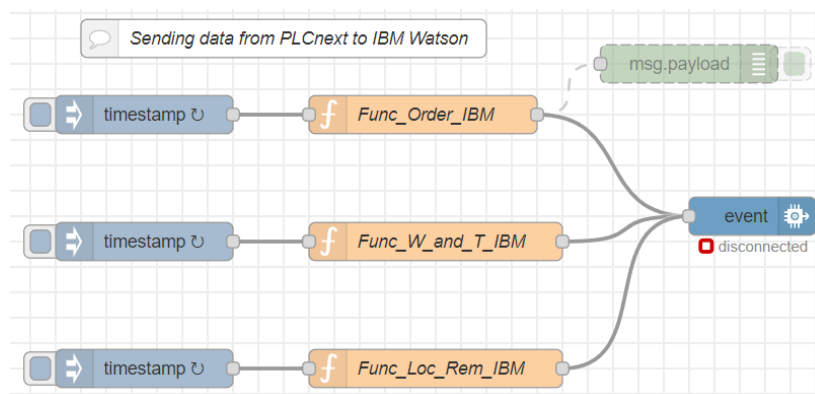 Sending data from PLCnext to IBM Watson
msg.payload
timestamp ↻
Func_Order_IBM
timestamp ↻
Func_W_and_T_IBM
event
disconnected
timestamp ↻
Func_Loc_Rem_IBM